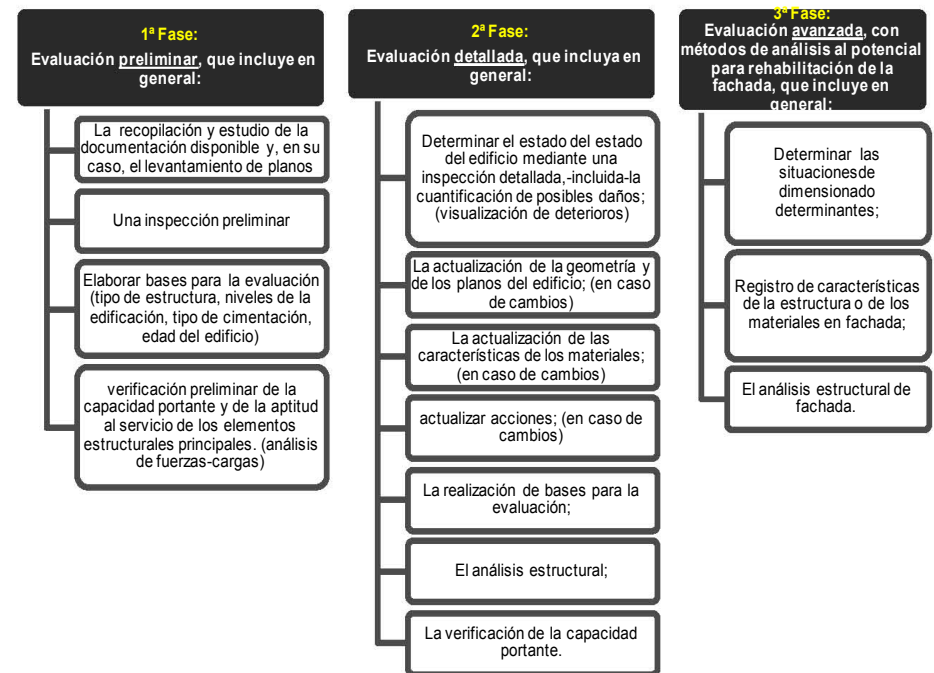 1ª Fase:
Evaluación preliminar, que incluye en
general:
La recopilación y estudio de la
documentación disponible y, en su
caso, el levantamiento de planos
Una inspección preliminar
Elaborar bases para la evaluación
(tipo de estructura, niveles de la
edificación, tipo de cimentación,
edad del edificio)
verificación preliminar de la
capacidad portante y de la aptitud
al servicio de los elementos
estructurales principales. (análisis
de fuerzas-cargas)
2ª Fase:
Evaluación detallada, que incluya en
general:
Determinar el estado del estado
del edificio mediante una
inspección detallada,-incluida-la
cuantificación de posibles daños;
(visualización de deterioros)
La actualización de la geometría y
de los planos del edificio; (en caso
de cambios)
La actualización de las
características de los materiales;
(en caso de cambios)
actualizar acciones; (en caso de
cambios)
La realización de bases para la
evaluación;
El análisis estructural;
La verificación de la capacidad
portante.
3ª Fase:
Evaluación avanzada, con
métodos de análisis al potencial
para rehabilitación de la
fachada, que incluye en
general:
Determinar las
situacionesde
dimensionado
determinantes;
Registro de características
de la estructura o de los
materiales en fachada;
El análisis estructural de
fachada.